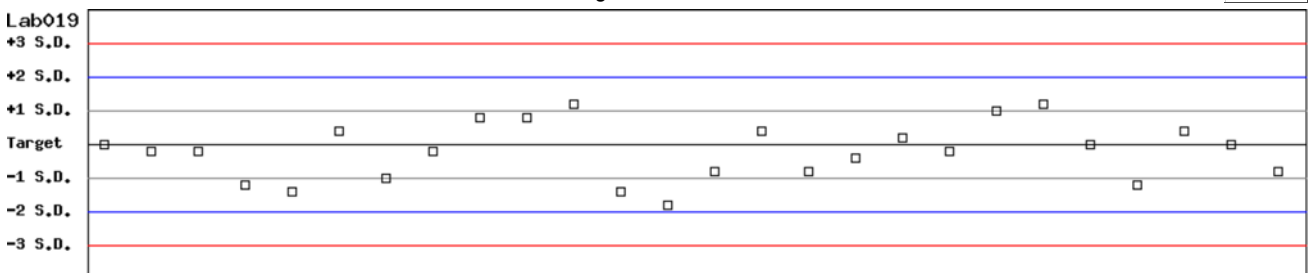 Lab019
+3 S.D.
+2 S.D.
+1 S.D.
Target
-1 S.D.
-2 S.D.
-3 S.D.